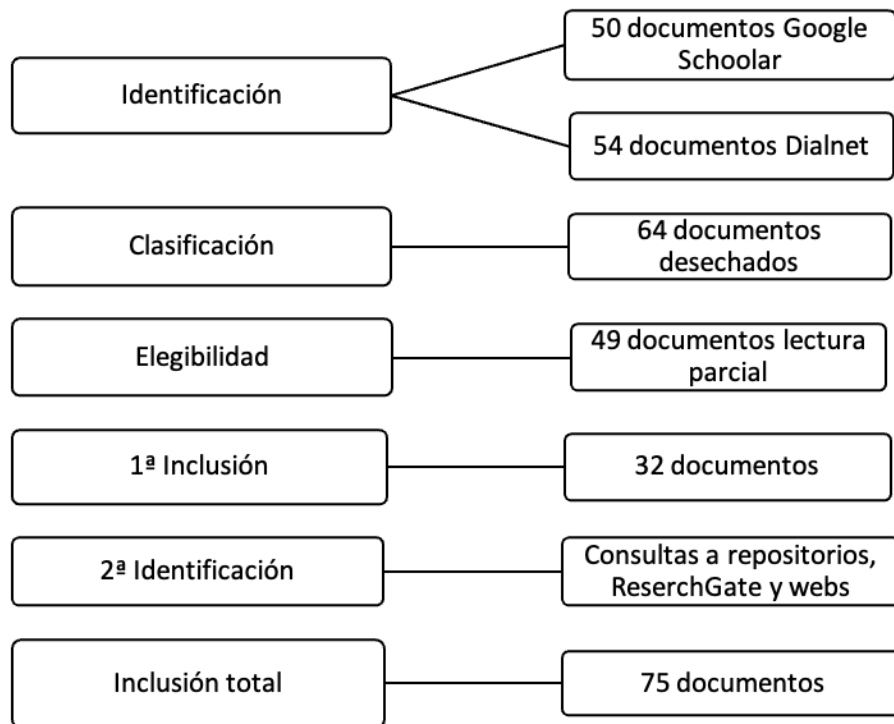 Identificación
50 documentos Google
Schoolar
54 documentos Dialnet
Clasificación
64 documentos
desechados
Elegibilidad
49 documentos lectura
parcial
1ª Inclusión
32 documentos
2ª Identificación
Consultas a repositorios,
ReserchGate y webs
Inclusión total
75 documentos